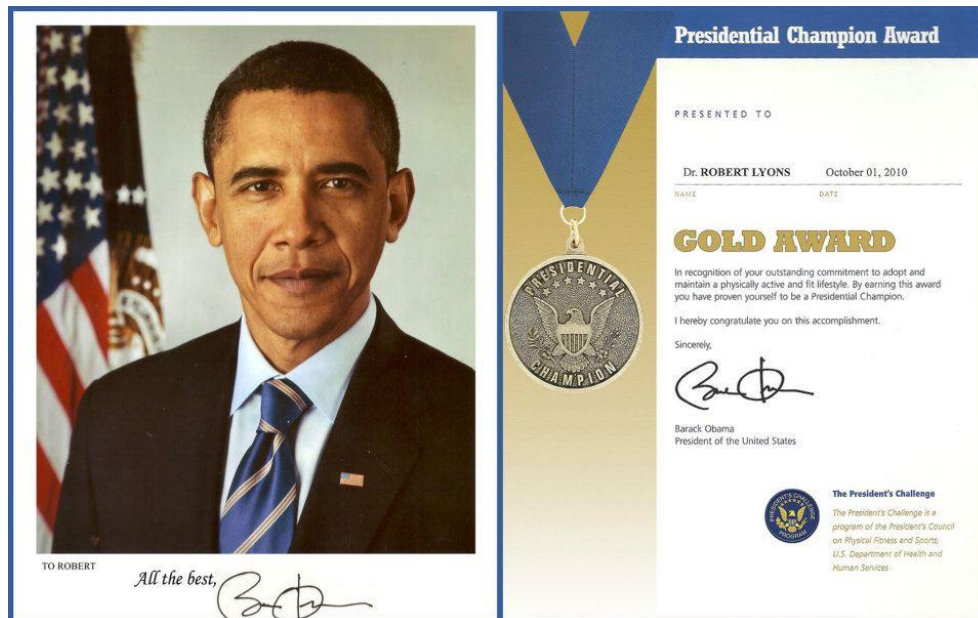 TO ROBERT
All the best,
Presidential Champion Award
PRESENTED TO
Dr. ROBERT LYONS October 01, 2010
NAME DATE
GOLD AWARD
In recognition of your outstanding commitment to adopt and
maintain a physically active and fit lifestyle. By earning this award
you have proven yourself to be a Presidential Champion.
I hereby congratulate you on this accomplishment.
Sincerely,
Barack Obama
President of the United States
PRESIDENTIAL
CHAMPION
PRESIDENT'S CHALLENGE
PROGRAM
The President's Challenge
The President's Challenge is a
program of the President's Council
on Physical Fitness and Sports,
U.S. Department of Health and
Human Services